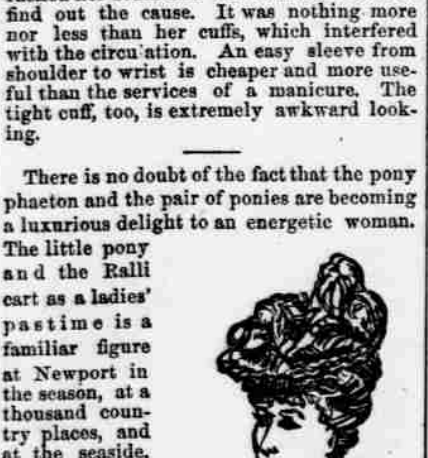 find out the cause. It was nothing more
nor less than her cuffs, which interfered
with the circu'ation. An easy sleeve from
shoulder to wrist is cheaper and more use-
ful than the services of a manicure. The
tight cuff, too, is extremely awkward look-
ing.
There is no doubt of the fact that the pony
phaeton and the pair of ponies are becoming
a luxurious delight to an energetic woman.
The little pony
and the Ralli
cart as a ladies'
pastime is a
familiar figure
at Newport in
the season, at a
thousand coun-
try places, and
at the seaside.